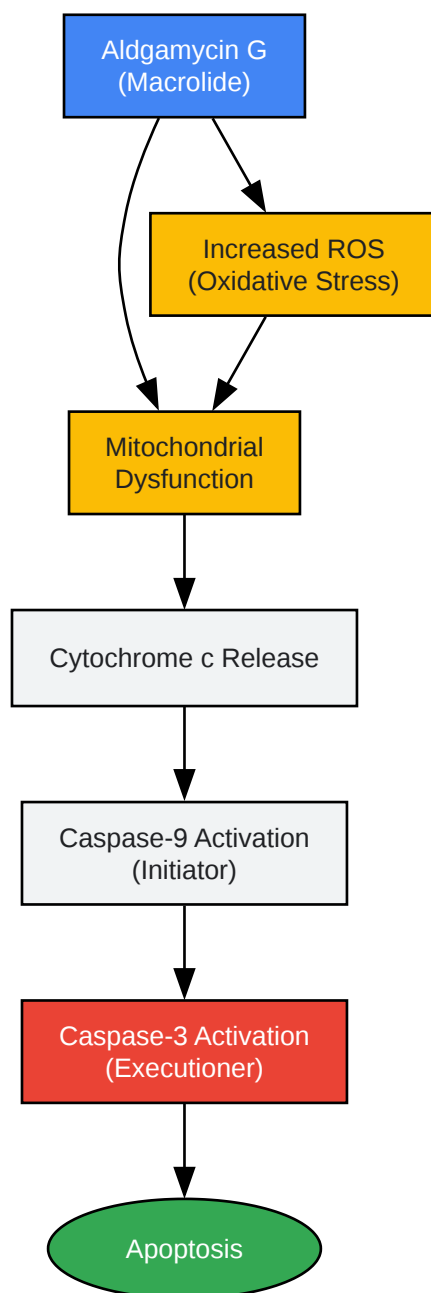 Aldgamycin G
(Macrolide)
Increased ROS
(Oxidative Stress)
Mitochondrial
Dysfunction
Cytochrome c Release
Caspase-9 Activation
(Initiator)
Caspase-3 Activation
(Executioner)
Apoptosis